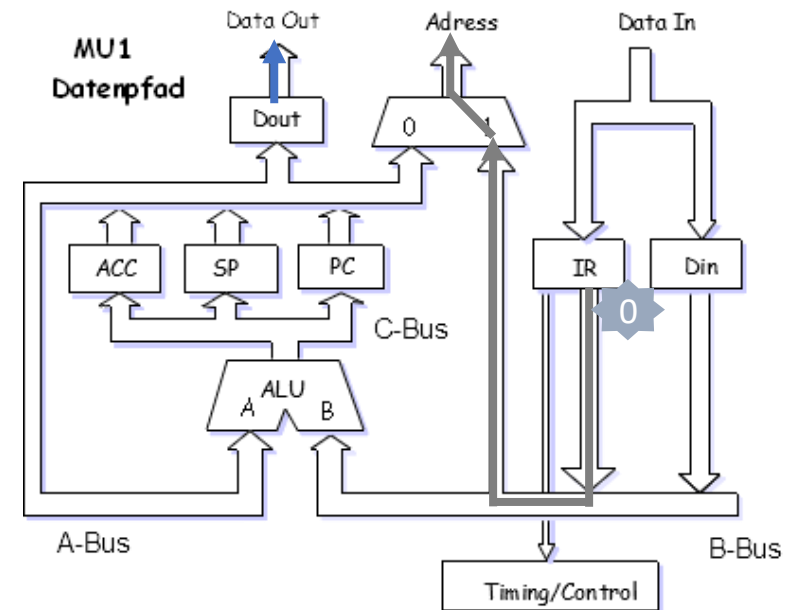 Data Out
Adress
Data In
MU1
Datenpfad
Dout
0
1
ACC
SP
PC
IR
Din
0
C-Bus
ALU
A
B
A-Bus
B-Bus
Timing/Control